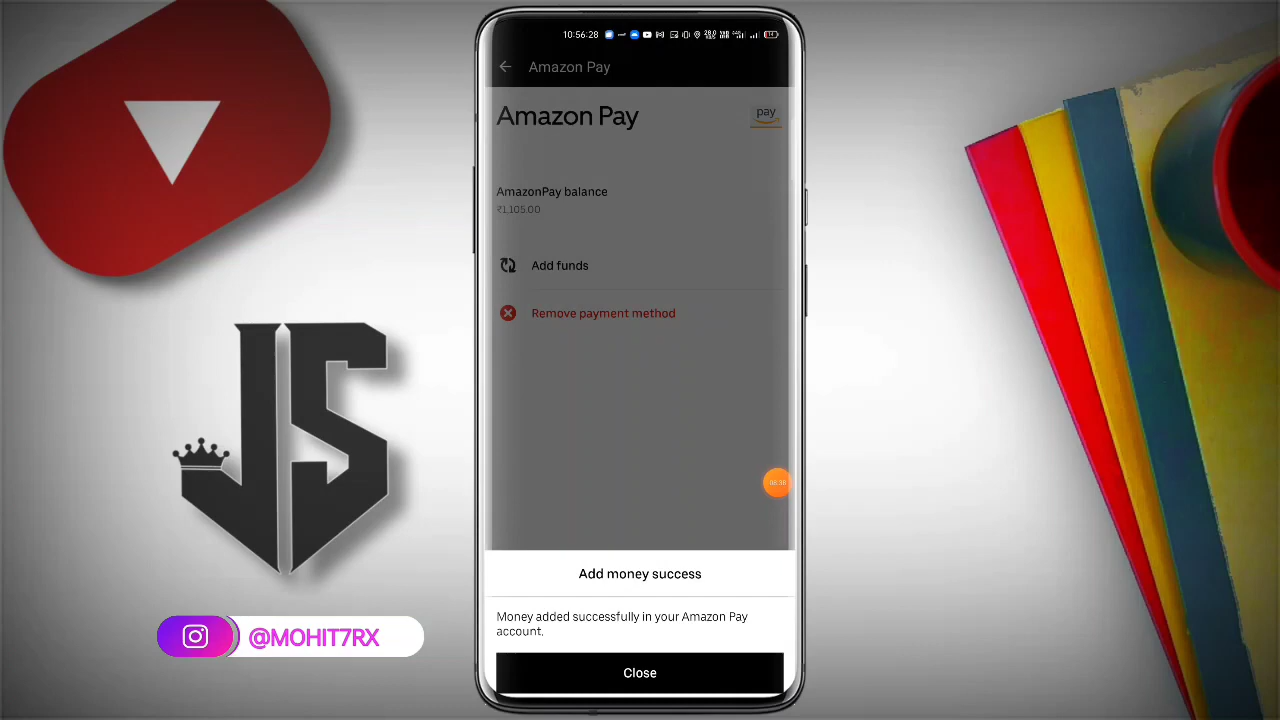 10:56:28
Amazon Pay
Amazon Pay
pay
AmazonPay balance
₹1,105.00
Add funds
Remove payment method
JS
Add money success
Money added successfully in your Amazon Pay
account.
@MOHIT7RX
Close